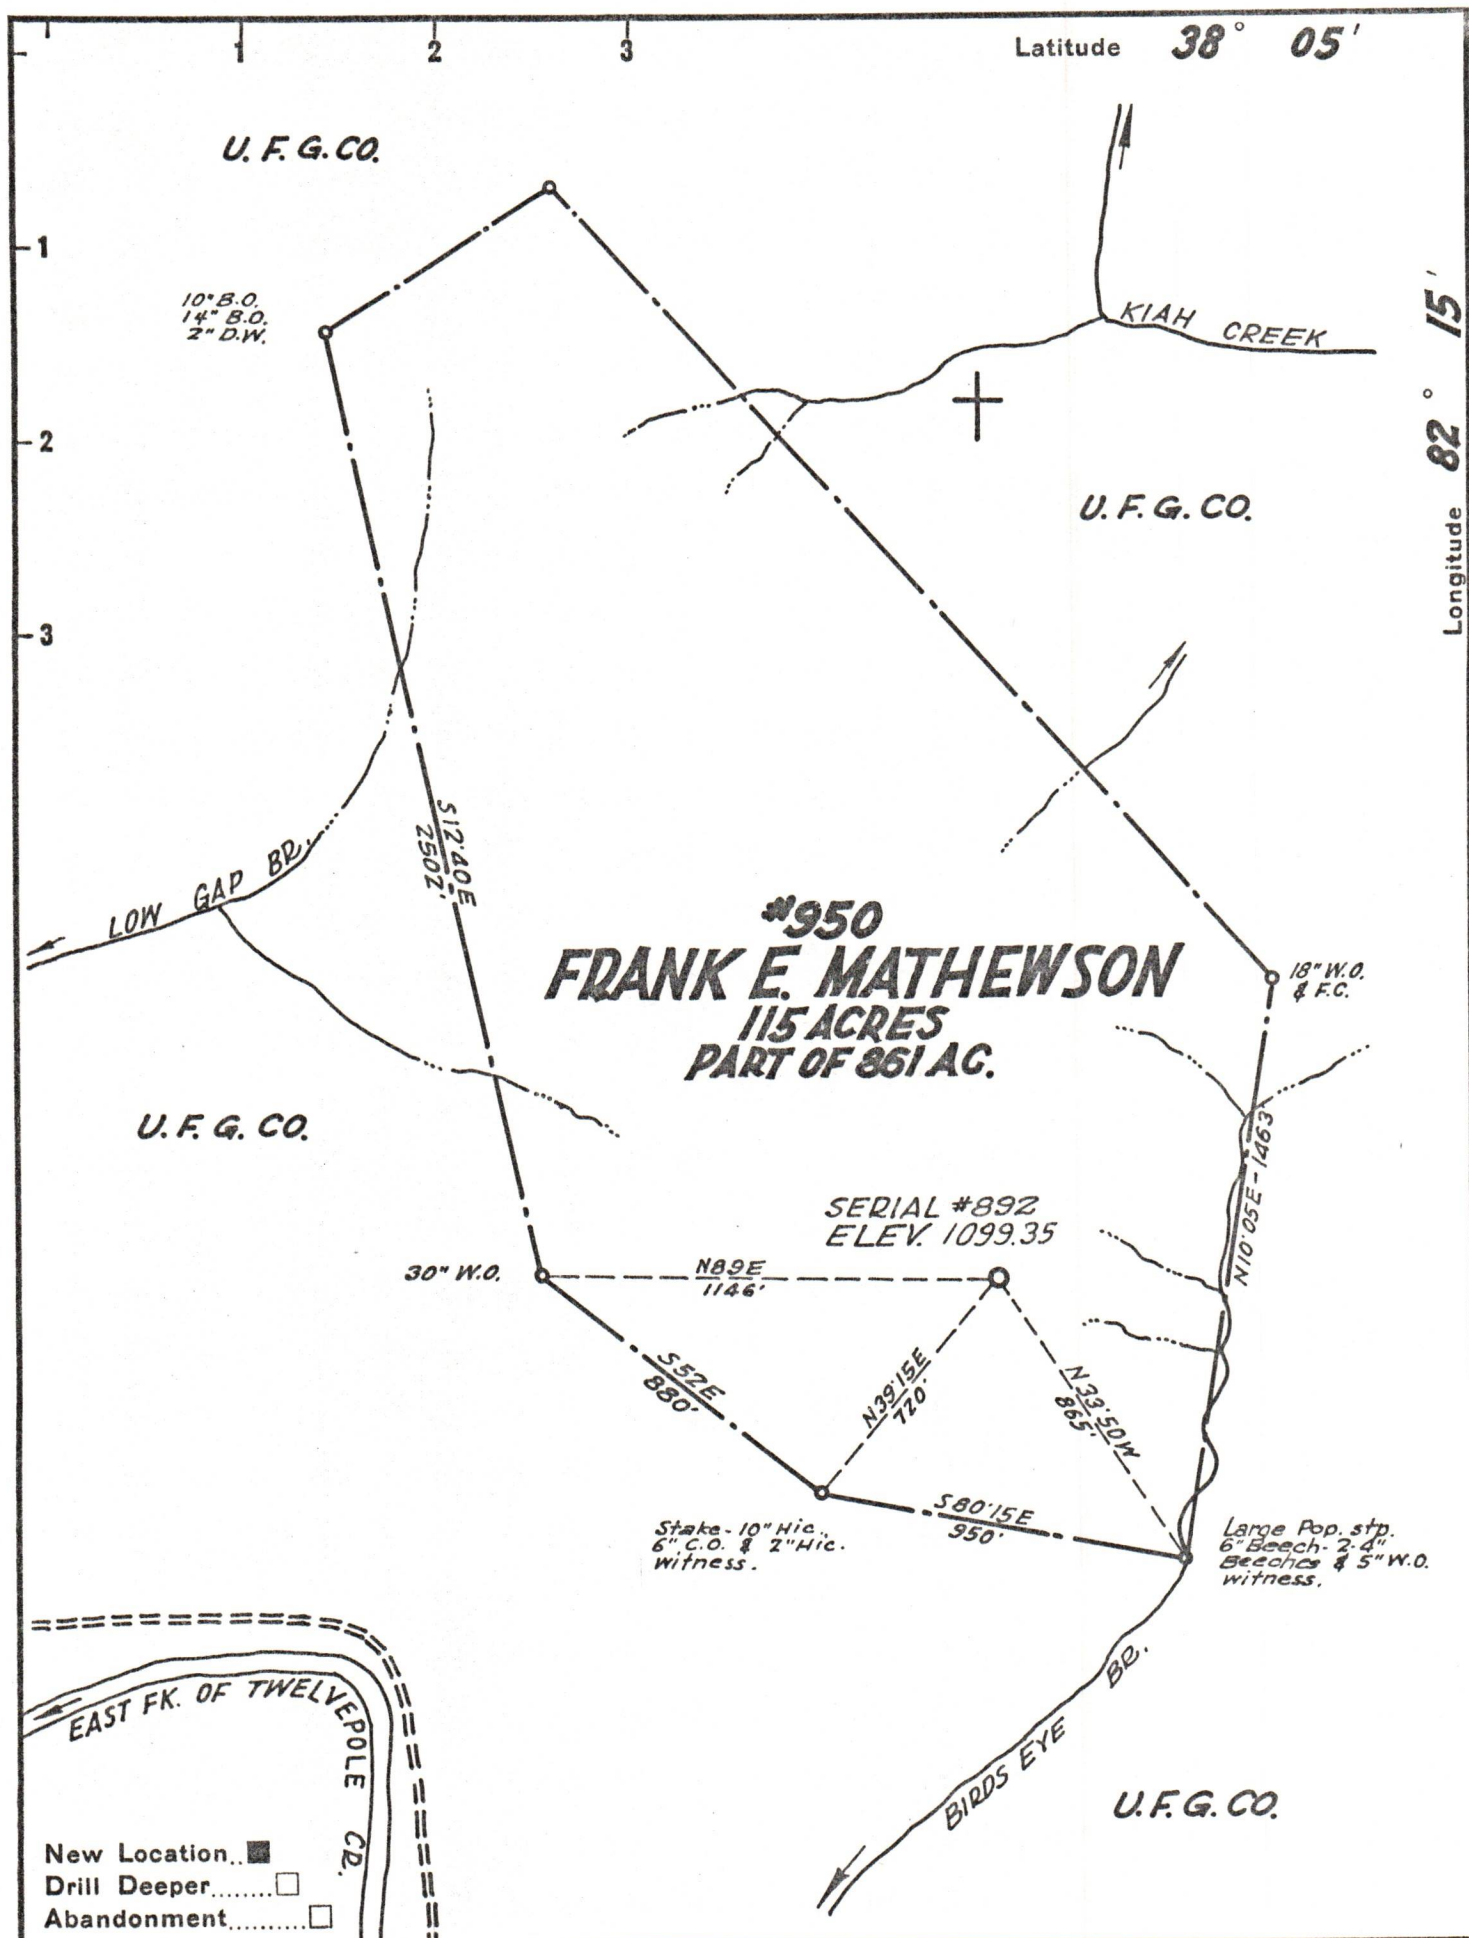 1 2 3
Latitude 38° 05'
U. F. G. CO.
1
10" B.O.
14" B.O.
2" D.W.
KIAH CREEK
Longitude 82° 15'
2
U. F. G. CO.
3
S12°40E
2502'
LOW GAP BR.
#950
FRANK E. MATHEWSON
115 ACRES
PART OF 861 AC.
18" W.O.
& F.C.
U. F. G. CO.
N10°05E-1463'
SERIAL #892
ELEV. 1099.35
30" W.O.
N89E
1146'
S52E
880'
N39°15E
720'
N33°50W
865'
S80°15E
950'
Stake- 10" Hic.,
6" C.O. & 2" Hic.
witness.
Large Pop. stp.
6" Beech- 2-4"
Beeches & 5" W.O.
witness.
EAST FK. OF TWELVEPOLE CR.
BIRDS EYE BR.
U. F. G. CO.
New Location..■
Drill Deeper........□
Abandonment..........□